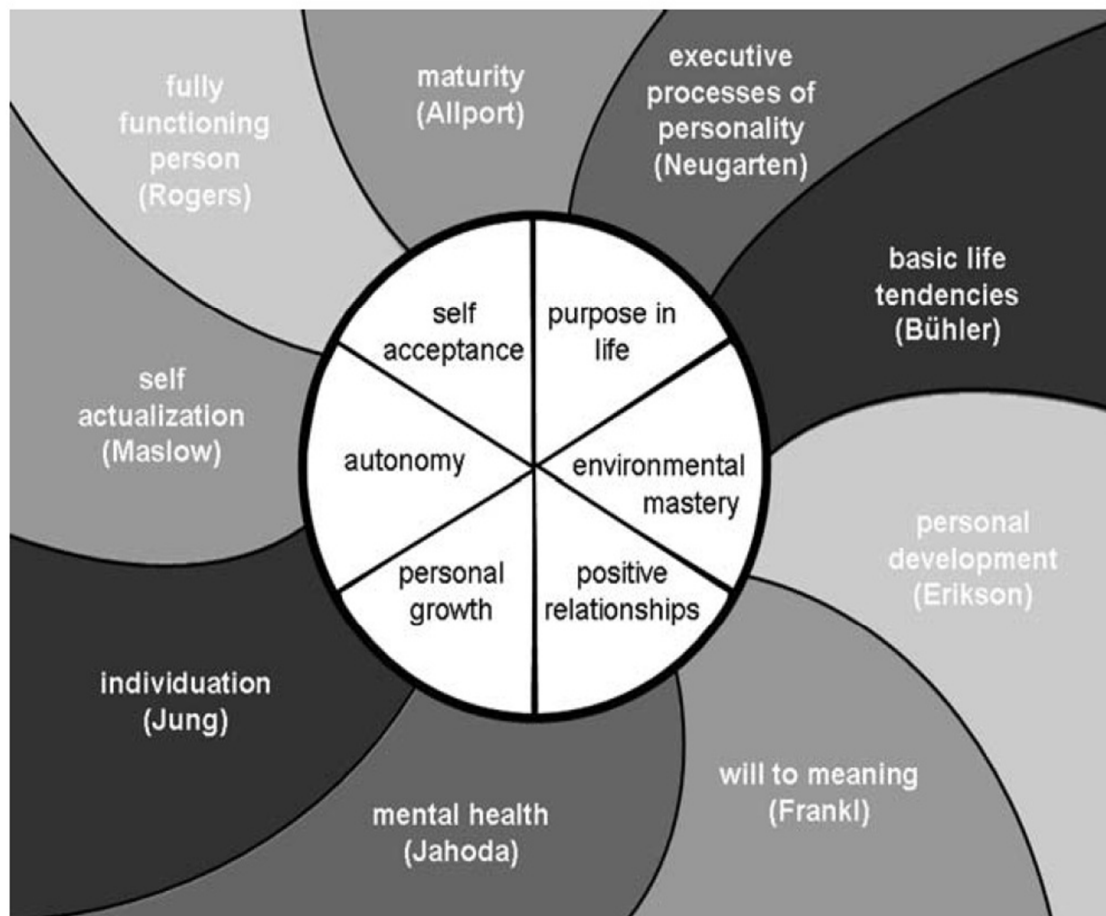 fully
functioning
person
(Rogers)
maturity
(Allport)
executive
processes of
personality
(Neugarten)
basic life
tendencies
(Bühler)
personal
development
(Erikson)
will to meaning
(Frankl)
mental health
(Jahoda)
individuation
(Jung)
self
actualization
(Maslow)
self
acceptance
purpose in
life
environmental
mastery
positive
relationships
personal
growth
autonomy